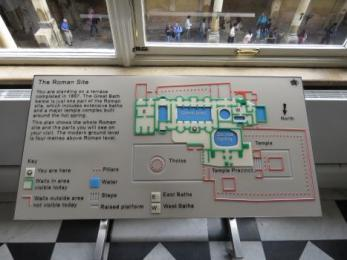 The Roman Site
You are standing on a terrace
completed in 1897. The Great Bath
below is just one part of the Roman
site, which includes extensive baths
and a major temple complex built
around the hot spring.
This plan shows the whole Roman
site and the parts you will see on
your visit. The modern ground level
is four metres above Roman level.
North
Tholos
Temple
Temple Precinct
Key
You are here
Walls in area
visible today
Walls outside area
not visible today
Pillars
Water
Steps
Raised platform
E East Baths
W West Baths